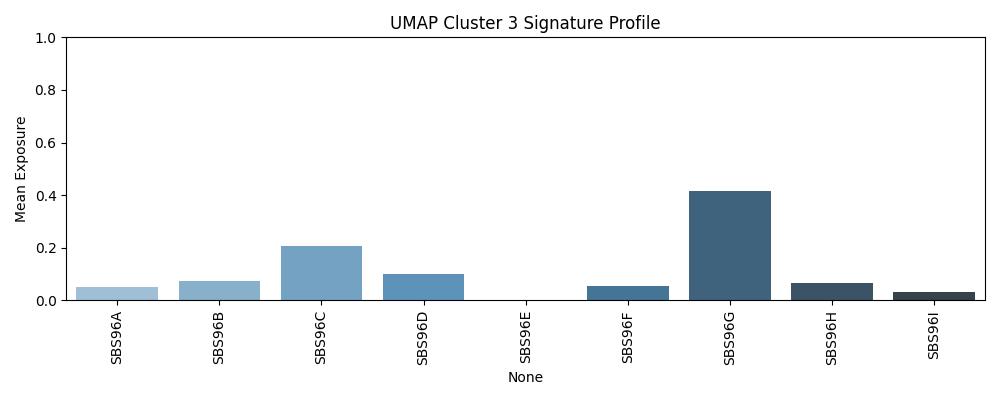 UMAP Cluster 3 Signature Profile
1.0
0.8
0.6
0.4
0.2
0.0
Mean Exposure
SBS96A
SBS96B
SBS96C
SBS96D
SBS96E
SBS96F
SBS96G
SBS96H
SBS96I
None